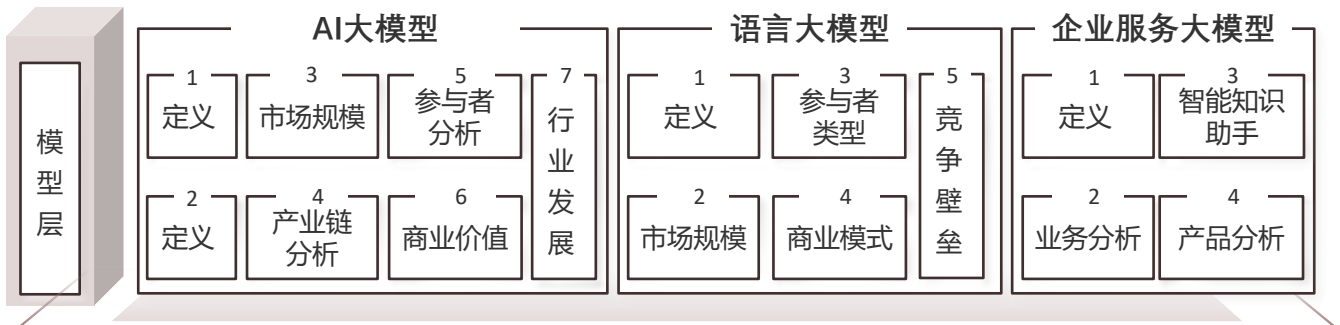 模型层
AI大模型
1
定义
2
定义
3
市场规模
4
产业链
分析
5
参与者
分析
6
商业价值
7
行业发展
语言大模型
1
定义
2
市场规模
3
参与者
类型
4
商业模式
5
竞争壁垒
企业服务大模型
1
定义
2
业务分析
3
智能知识
助手
4
产品分析